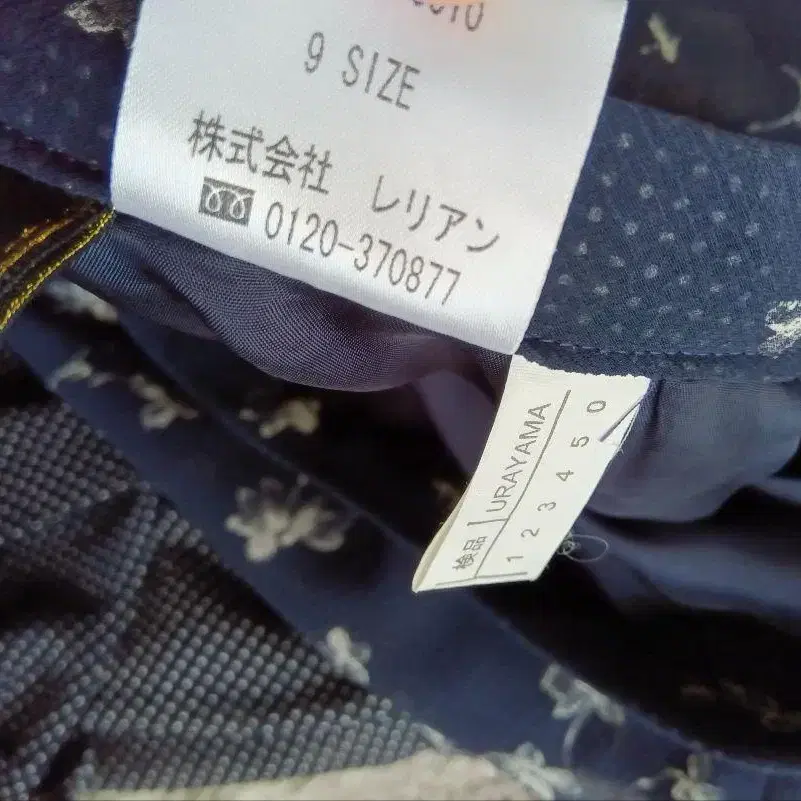 9 SIZE
株式会社 レリアン
0120-370877
検品 URAYAMA
1 2 3 4 5 0